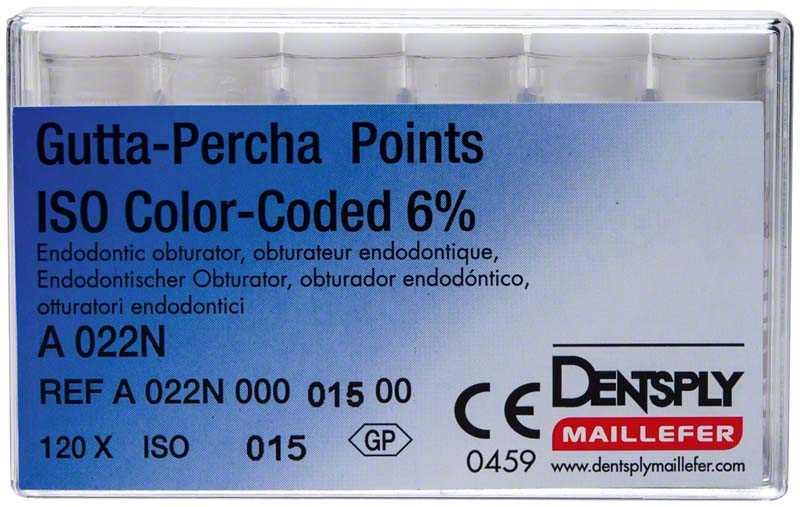 Gutta-Percha Points
ISO Color-Coded 6%
Endodontic obturator, obturateur endodontique,
Endodontischer Obturator, obturador endodóntico,
otturatori endodontici
A 022N
REF A 022N 000 015 00
120 X ISO 015 GP
CE
0459
DENTSPLY
MAILLEFER
www.dentsplymaillefer.com